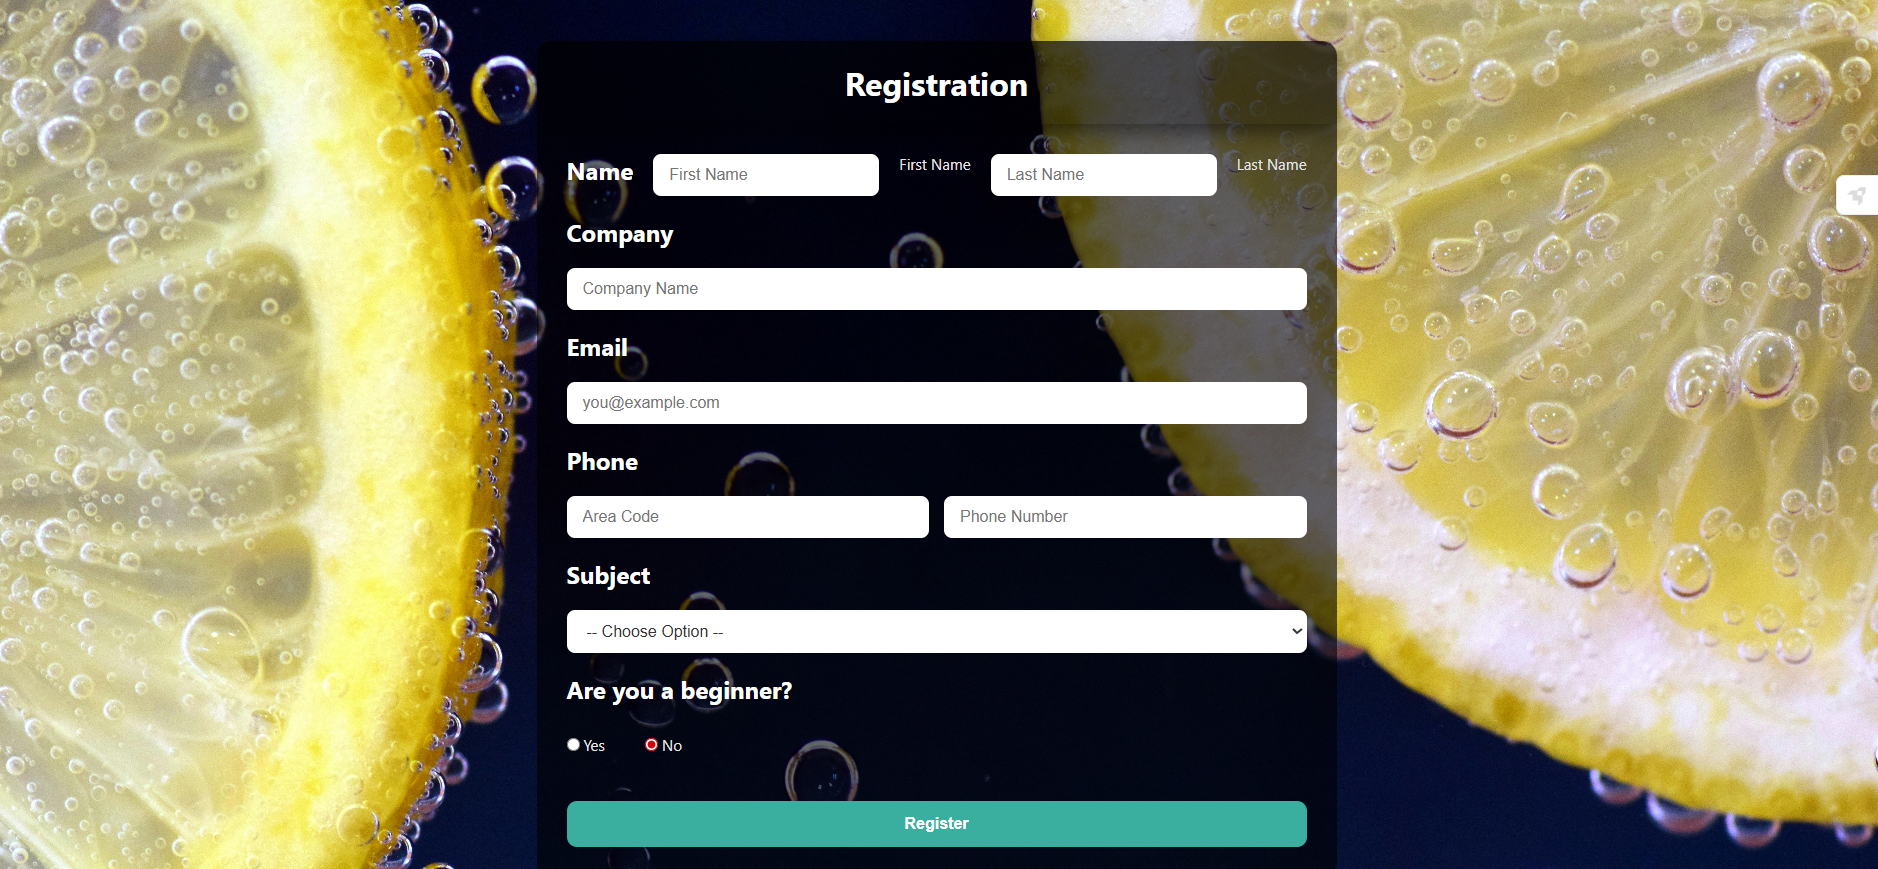 Registration
Name First Name First Name Last Name Last Name
Company
Company Name
Email
you@example.com
Phone
Area Code Phone Number
Subject
-- Choose Option --
Are you a beginner?
Yes No
Register